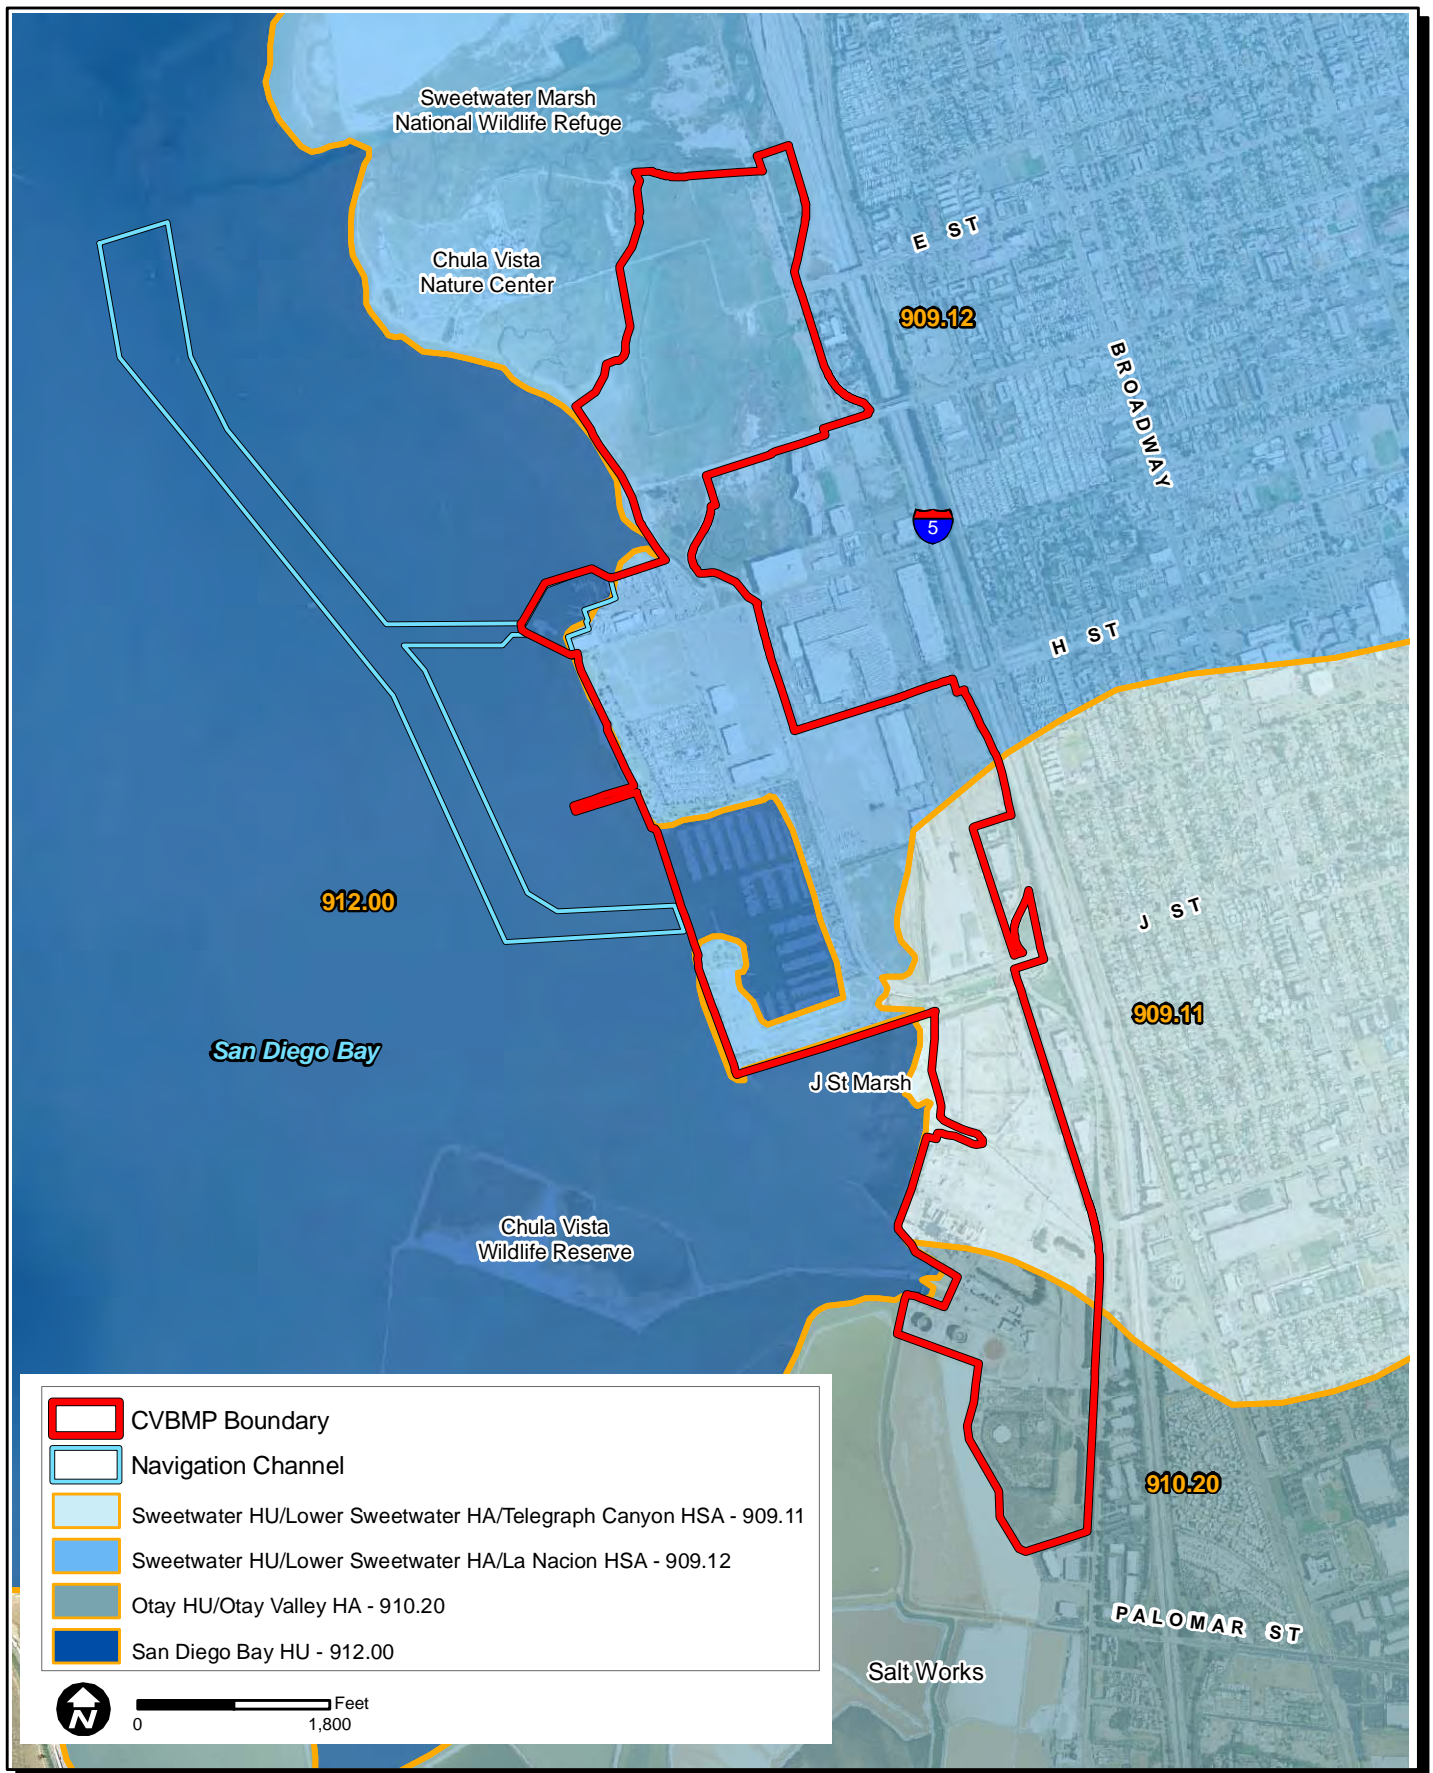 Sweetwater Marsh
National Wildlife Refuge
E ST
Chula Vista
Nature Center
909.12
BROADWAY
5
H ST
912.00
J ST
909.11
San Diego Bay
J St Marsh
Chula Vista
Wildlife Reserve
CVBMP Boundary
Navigation Channel
Sweetwater HU/Lower Sweetwater HA/Telegraph Canyon HSA - 909.11
Sweetwater HU/Lower Sweetwater HA/La Nacion HSA - 909.12
Otay HU/Otay Valley HA - 910.20
San Diego Bay HU - 912.00
910.20
PALOMAR ST
Salt Works
N
Feet
0 1,800